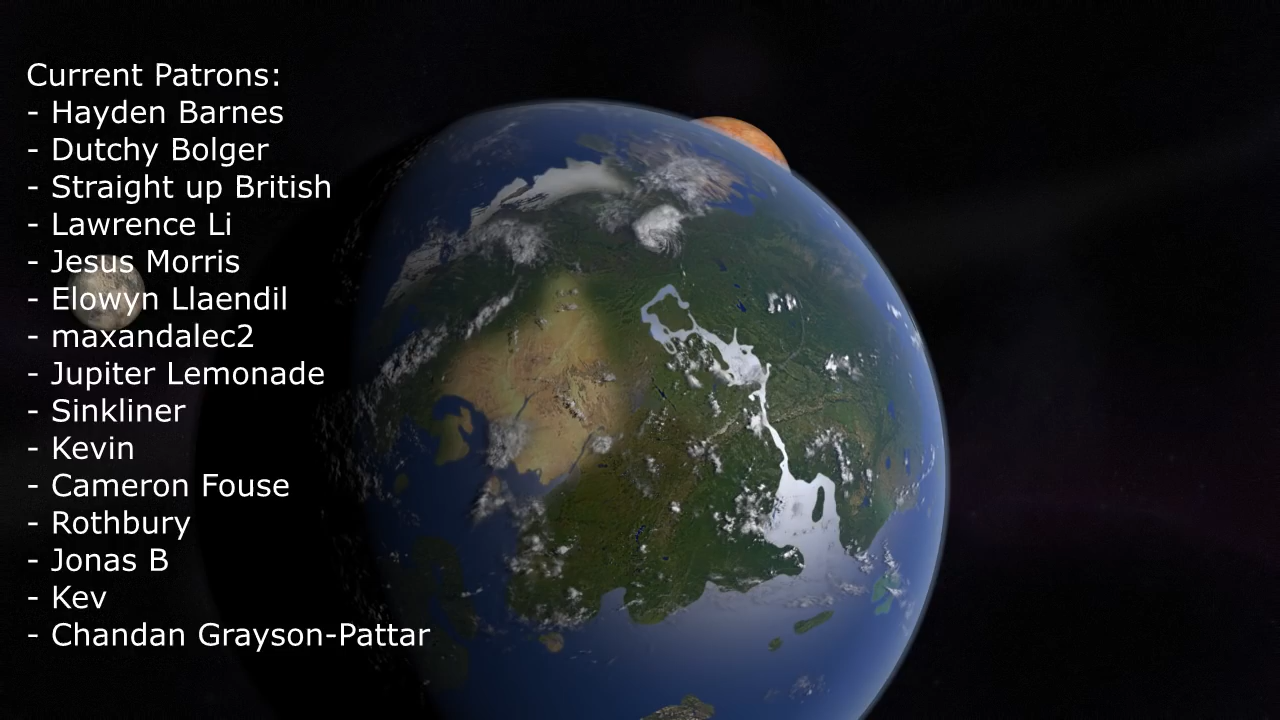 Current Patrons:
- Hayden Barnes
- Dutchy Bolger
- Straight up British
- Lawrence Li
- Jesus Morris
- Elowyn Llaendil
- maxandalec2
- Jupiter Lemonade
- Sinkliner
- Kevin
- Cameron Fouse
- Rothbury
- Jonas B
- Kev
- Chandan Grayson-Pattar